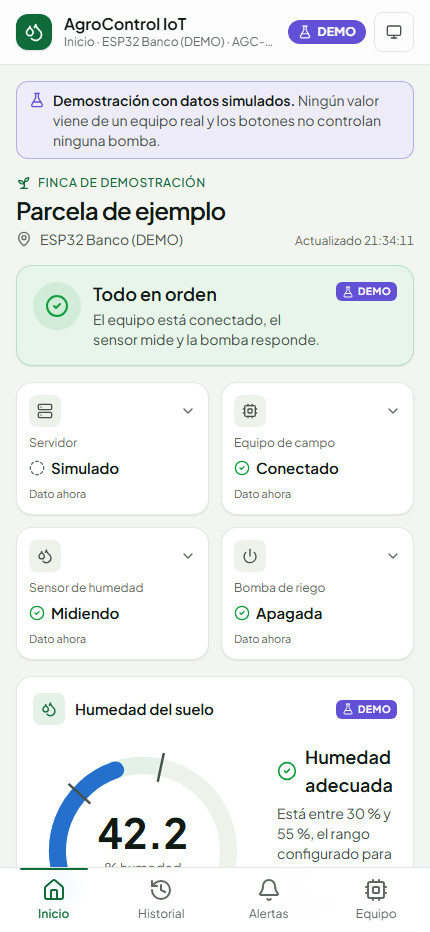 AgroControl IoT
Inicio · ESP32 Banco (DEMO) · AGC-...
DEMO
Demostración con datos simulados. Ningún valor
viene de un equipo real y los botones no controlan
ninguna bomba.
FINCA DE DEMOSTRACIÓN
Parcela de ejemplo
ESP32 Banco (DEMO)
Actualizado 21:34:11
Todo en orden
DEMO
El equipo está conectado, el
sensor mide y la bomba responde.
Servidor
Simulado
Dato ahora
Equipo de campo
Conectado
Dato ahora
Sensor de humedad
Midiendo
Dato ahora
Bomba de riego
Apagada
Dato ahora
Humedad del suelo
DEMO
42.2
% humedad
Humedad
adecuada
Está entre 30 % y
55 %, el rango
configurado para
Inicio
Historial
Alertas
Equipo